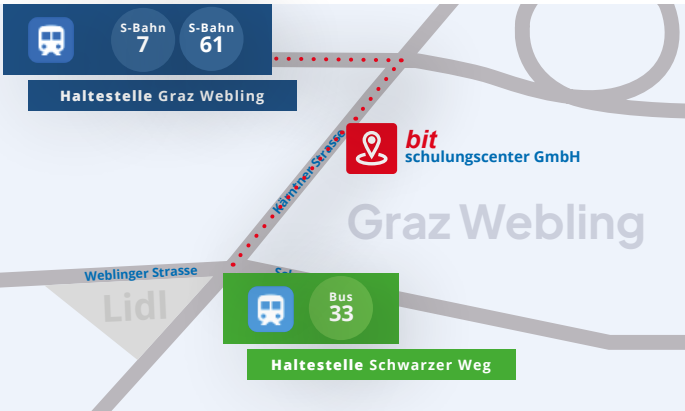 S-Bahn
7
S-Bahn
61
Haltestelle Graz Webling
bit
schulungscenter GmbH
Kärntner Strasse
Graz Webling
Weblinger Strasse
Lidl
Bus
33
Haltestelle Schwarzer Weg